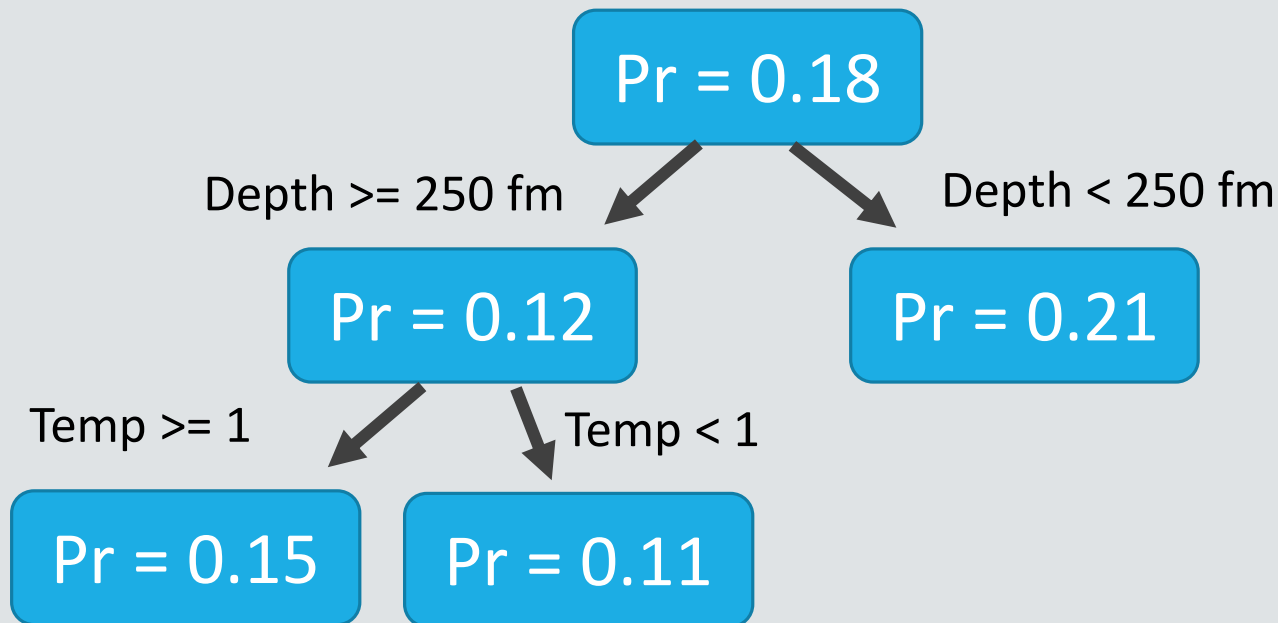 Pr = 0.18
Depth >= 250 fm
Depth < 250 fm
Pr = 0.12
Pr = 0.21
Temp >= 1
Temp < 1
Pr = 0.15
Pr = 0.11